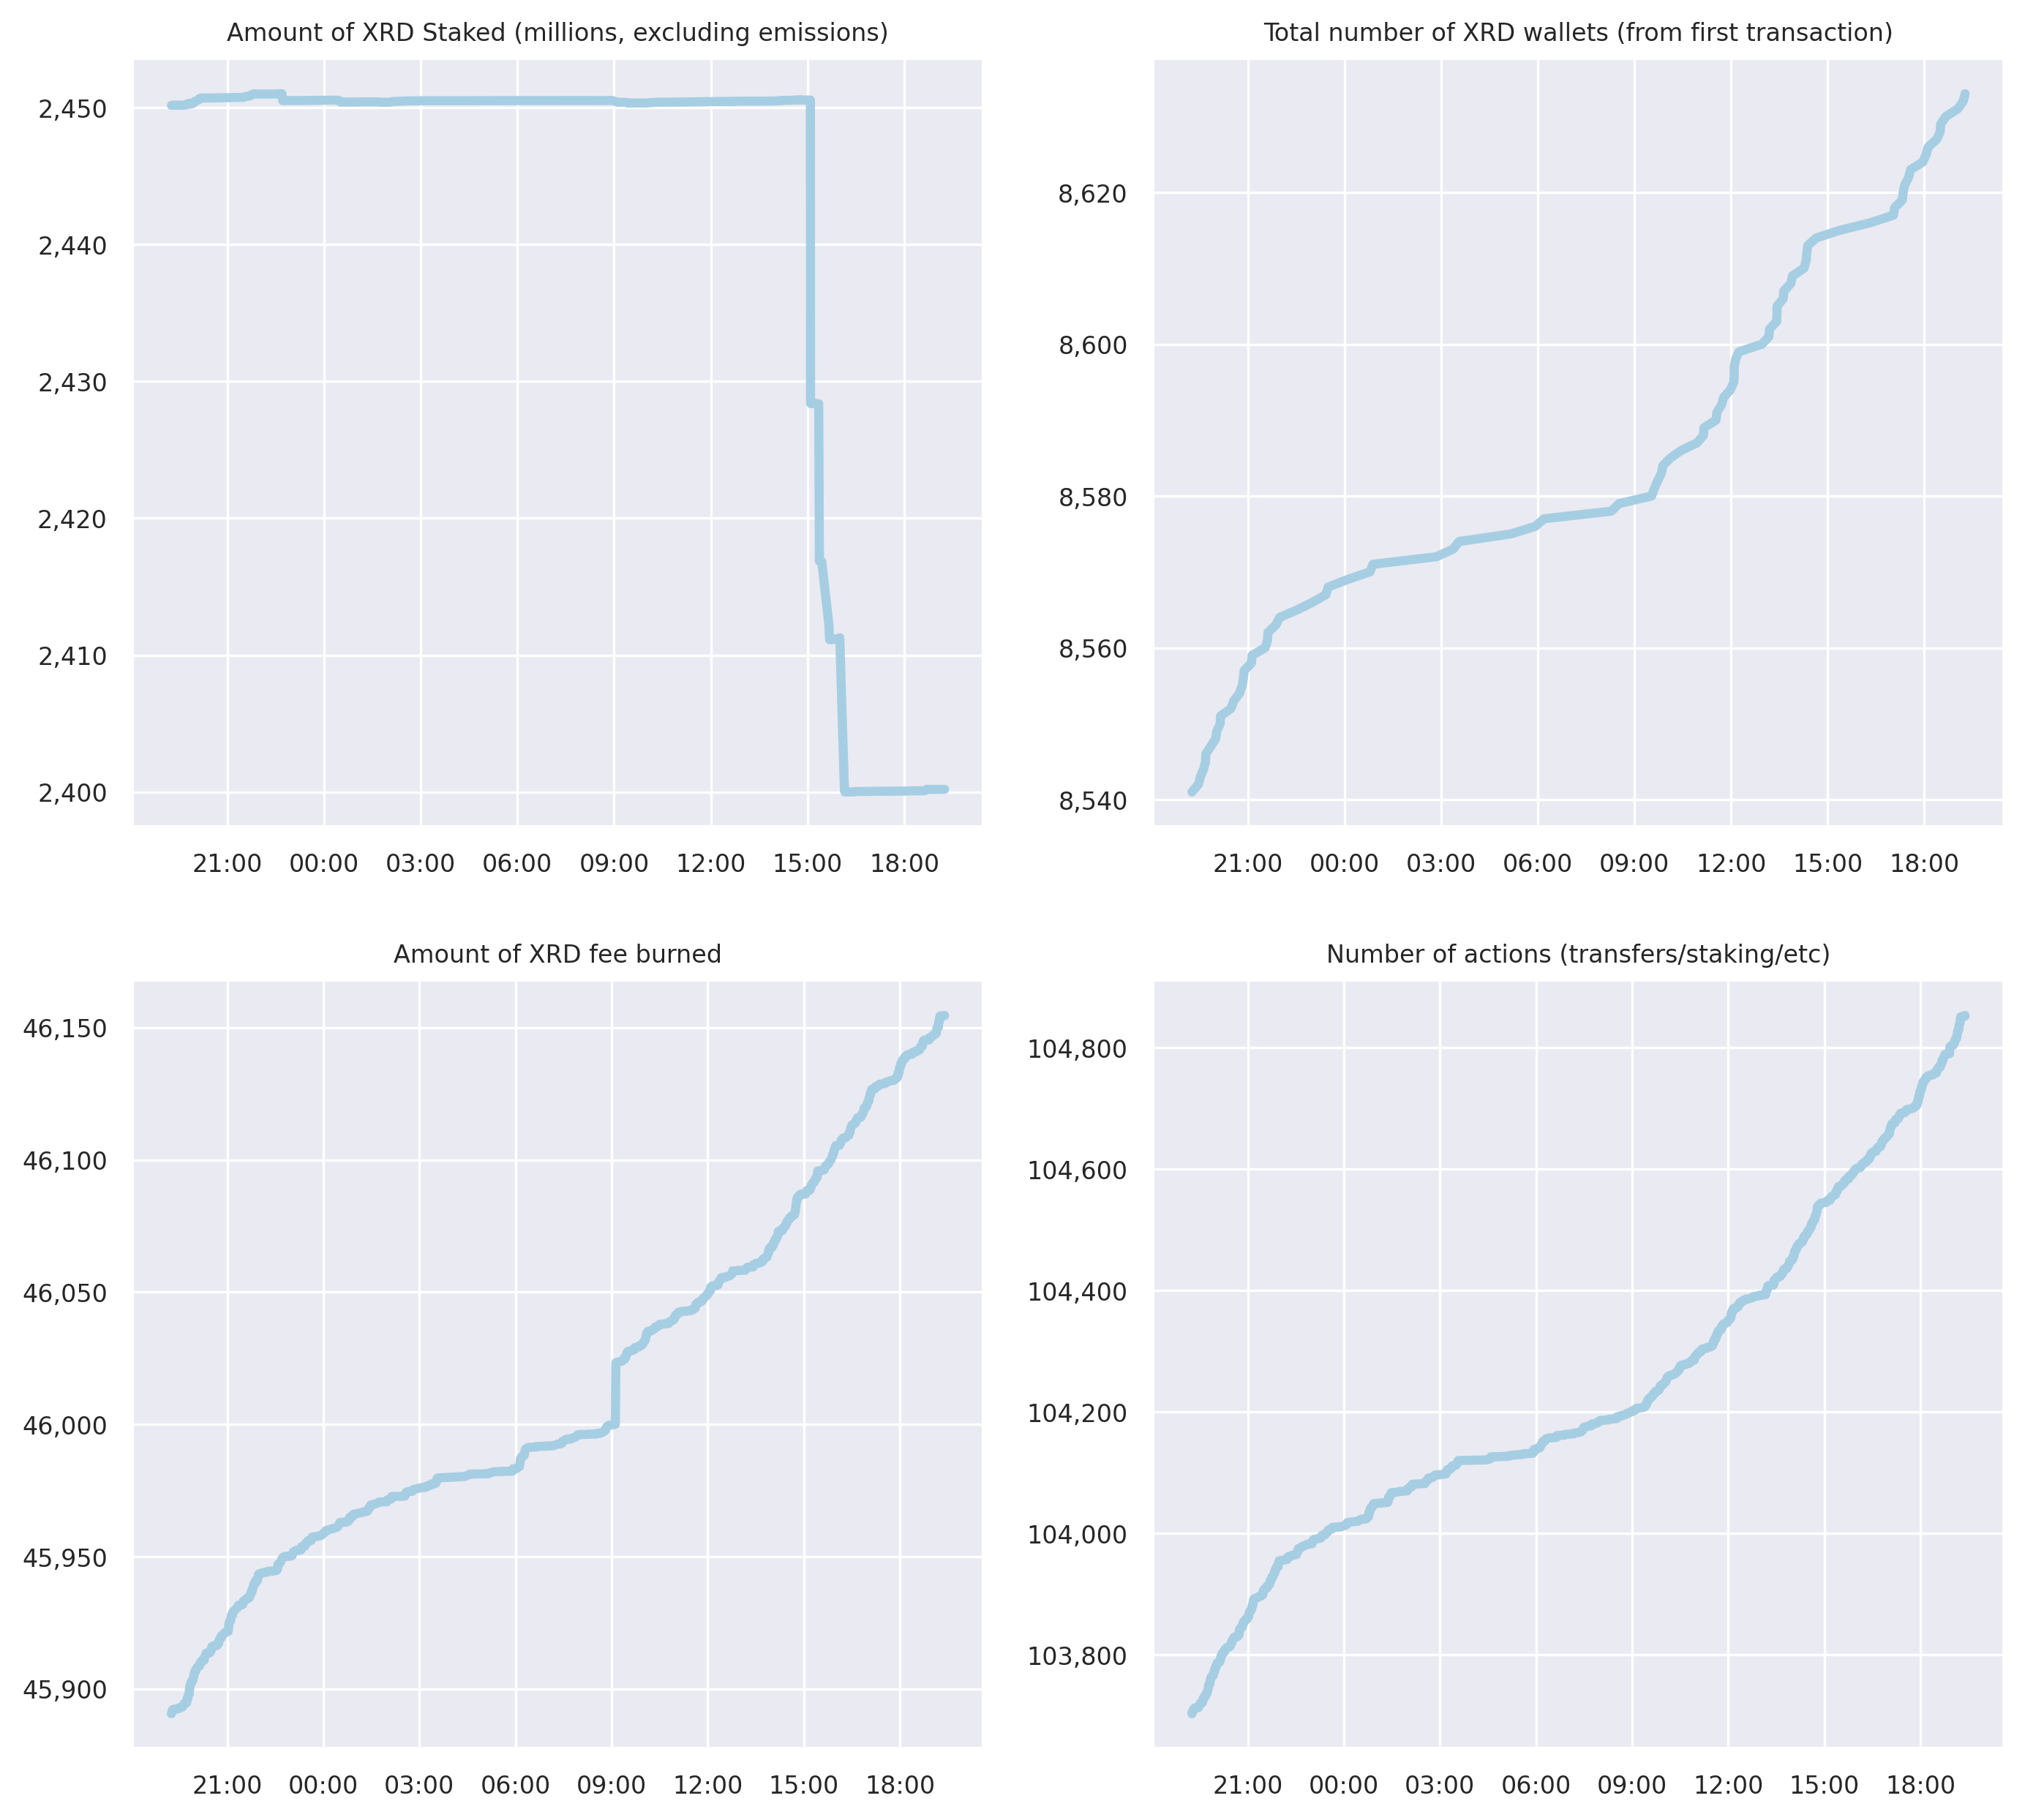 Amount of XRD Staked (millions, excluding emissions)
2,450
2,440
2,430
2,420
2,410
2,400
21:00 00:00 03:00 06:00 09:00 12:00 15:00 18:00
Total number of XRD wallets (from first transaction)
8,620
8,600
8,580
8,560
8,540
21:00 00:00 03:00 06:00 09:00 12:00 15:00 18:00
Amount of XRD fee burned
46,150
46,100
46,050
46,000
45,950
45,900
21:00 00:00 03:00 06:00 09:00 12:00 15:00 18:00
Number of actions (transfers/staking/etc)
104,800
104,600
104,400
104,200
104,000
103,800
21:00 00:00 03:00 06:00 09:00 12:00 15:00 18:00